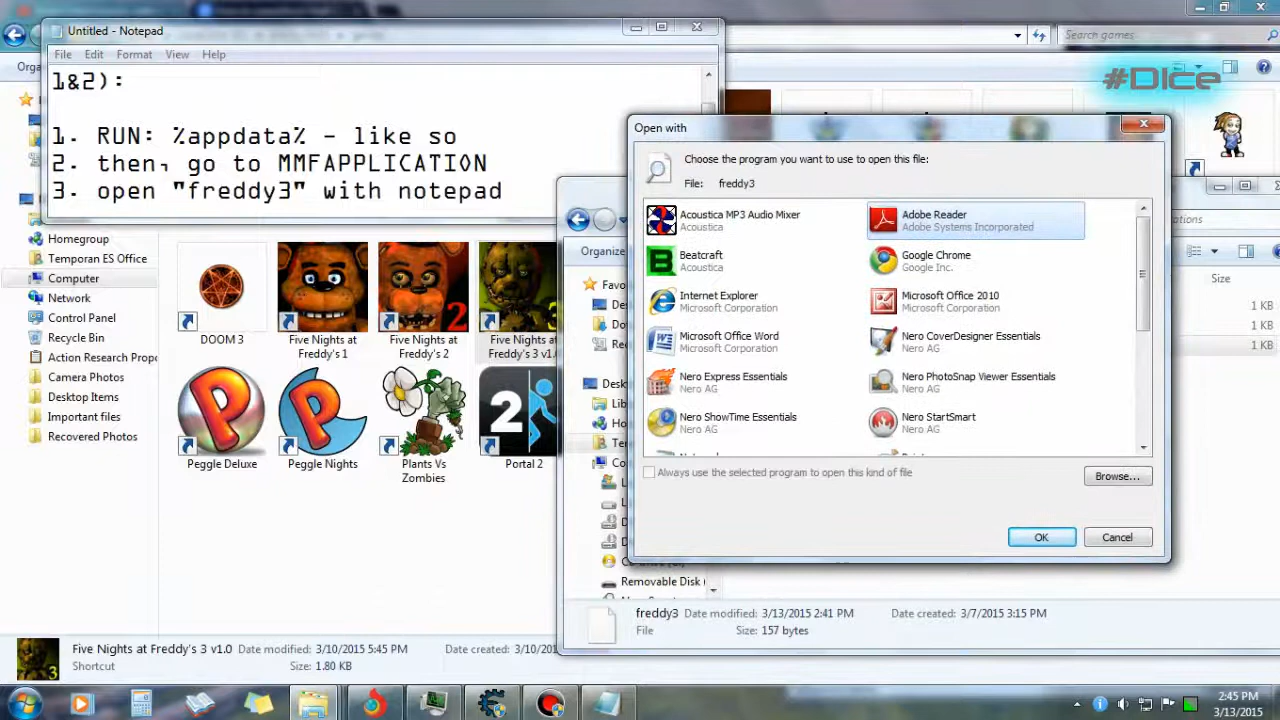 Untitled - Notepad
File Edit Format View Help
1&2):
1. RUN: %appdata% - like so
2. then, go to MMFAPPLICATION
3. open "freddy3" with notepad
Search games
#DIce
Open with
Choose the program you want to use to open this file:
File: freddy3
Acoustica MP3 Audio Mixer
Acoustica
Adobe Reader
Adobe Systems Incorporated
Beatcraft
Acoustica
Google Chrome
Google Inc.
Internet Explorer
Microsoft Corporation
Microsoft Office 2010
Microsoft Corporation
Microsoft Office Word
Microsoft Corporation
Nero CoverDesigner Essentials
Nero AG
Nero Express Essentials
Nero AG
Nero PhotoSnap Viewer Essentials
Nero AG
Nero ShowTime Essentials
Nero AG
Nero StartSmart
Nero AG
Always use the selected program to open this kind of file
Browse...
OK Cancel
Homegroup
Temporan ES Office
Computer
Network
Control Panel
Recycle Bin
Action Research Propo
Camera Photos
Desktop Items
Important files
Recovered Photos
DOOM 3
Five Nights at
Freddy's 1
Five Nights at
Freddy's 2
Five Nights at
Freddy's 3 v1.0
2
3
Peggle Deluxe
Peggle Nights
Plants Vs
Zombies
Portal 2
2
Organize
Size
1 KB
1 KB
Removable Disk (
freddy3 Date modified: 3/13/2015 2:41 PM Date created: 3/7/2015 3:15 PM
File Size: 157 bytes
Five Nights at Freddy's 3 v1.0 Date modified: 3/10/2015 5:45 PM Date created: 3/10
Shortcut Size: 1.80 KB
3
2:45 PM
3/13/2015